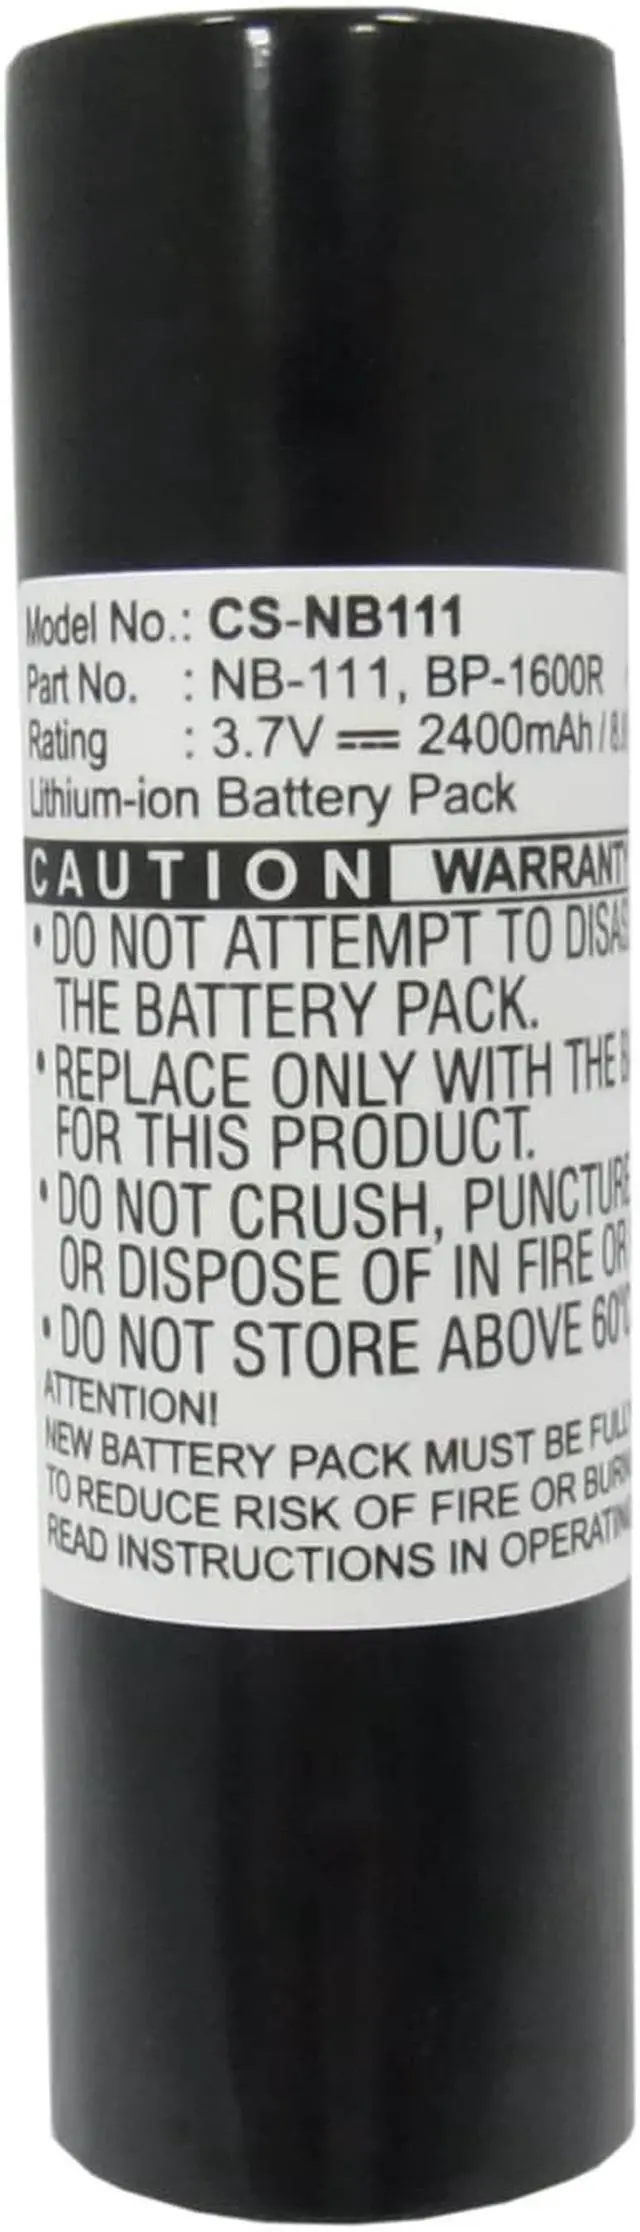 Model No.: CS-NB111
Part No. : NB-111, BP-1600R
Rating : 3.7V 2400mAh /
Lithium-ion Battery Pack
CAUTION WARRANTY
• DO NOT ATTEMPT TO
THE BATTERY PACK.
• REPLACE ONLY WITH THE
FOR THIS PRODUCT.
• DO NOT CRUSH, PUNCTURE
OR DISPOSE OF IN FIRE OR
• DO NOT STORE ABOVE 60°C
ATTENTION!
NEW BATTERY PACK MUST BE
TO REDUCE RISK OF FIRE OR
READ INSTRUCTIONS IN